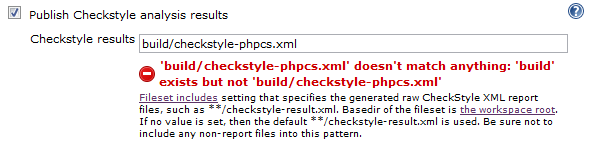 Publish Checkstyle analysis results
Checkstyle results
build/checkstyle-phpcs.xml
'build/checkstyle-phpcs.xml' doesn't match anything: 'build'
exists but not 'build/checkstyle-phpcs.xml'
Fileset includes setting that specifies the generated raw CheckStyle XML report
files, such as **/checkstyle-result.xml. Basedir of the fileset is the workspace root.
If no value is set, then the default **/checkstyle-result.xml is used. Be sure not to
include any non-report files into this pattern.